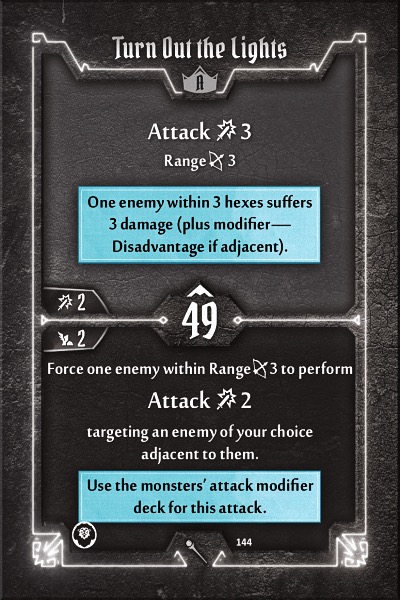 Turn Out the Lights
A
Attack 3
Range 3
One enemy within 3 hexes suffers
3 damage (plus modifier—
Disadvantage if adjacent).
2
49
2
Force one enemy within Range 3 to perform
Attack 2
targeting an enemy of your choice
adjacent to them.
Use the monsters' attack modifier
deck for this attack.
144